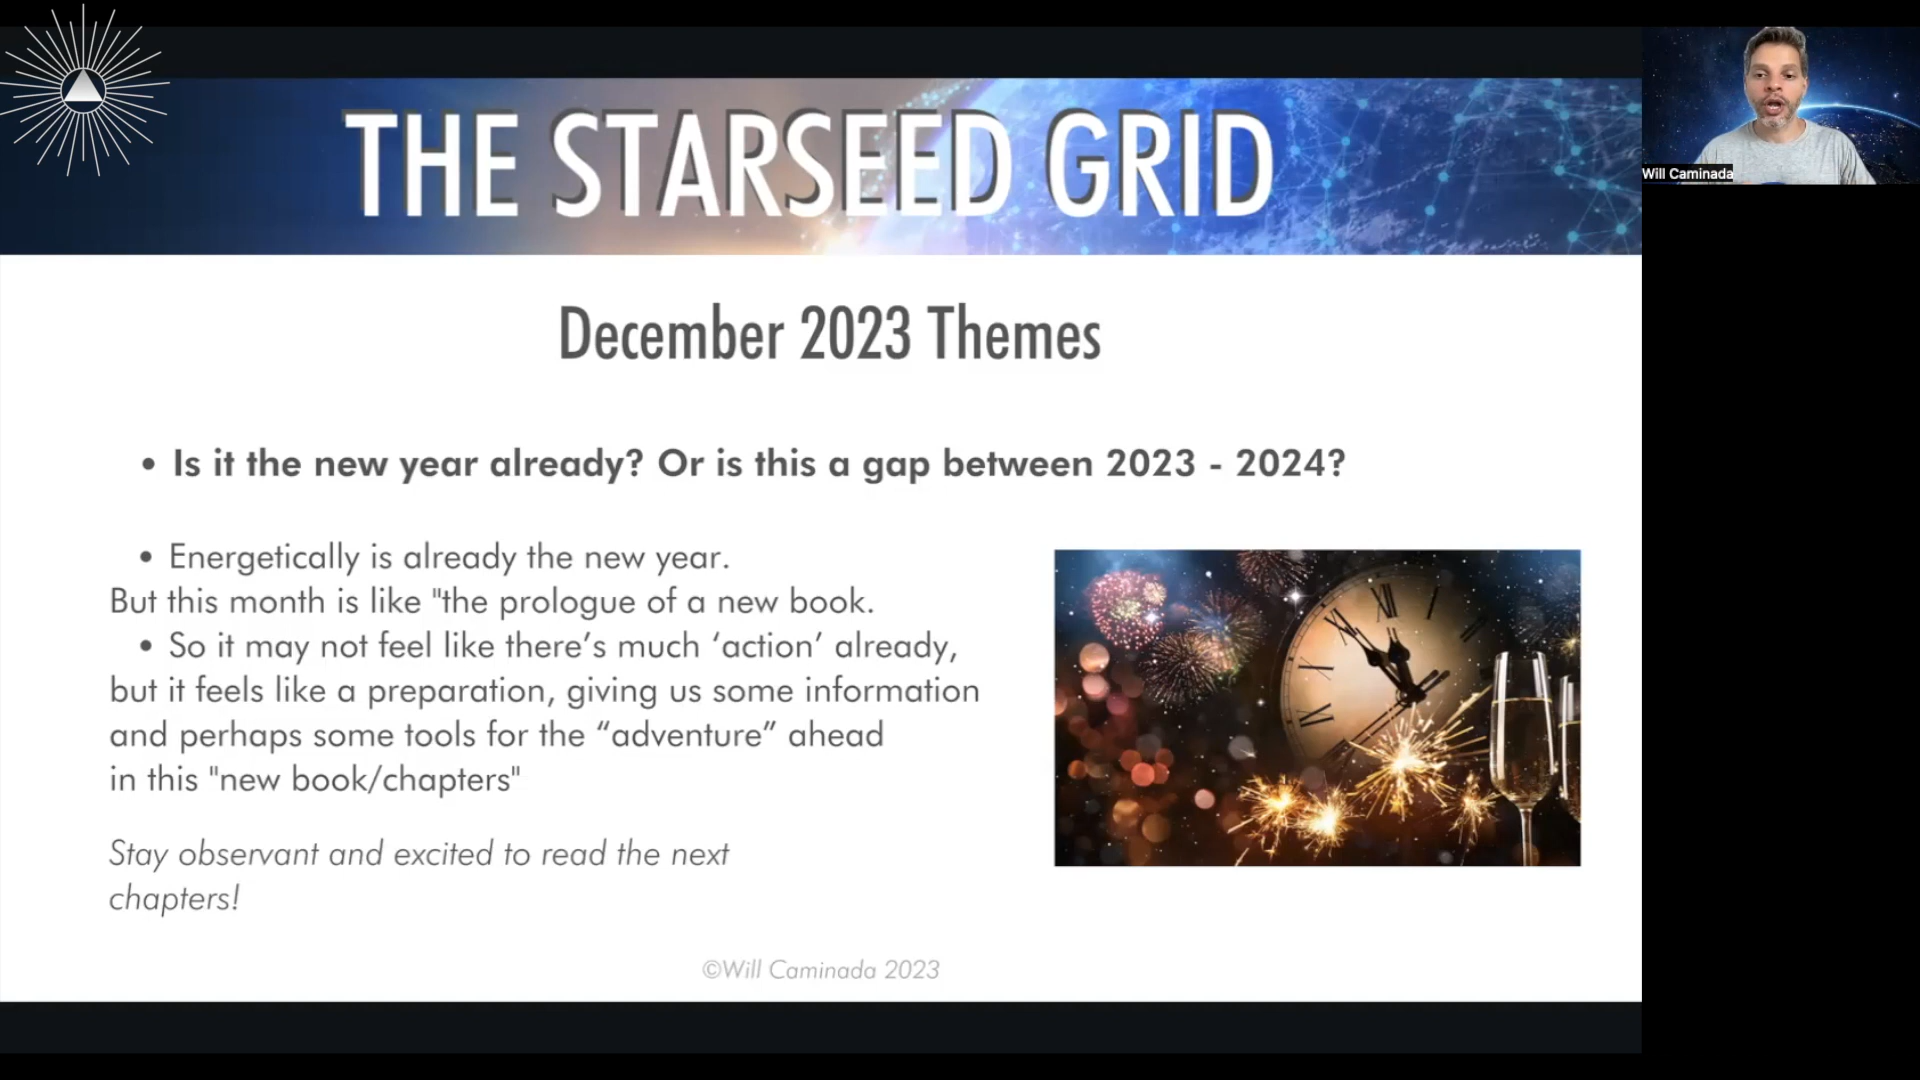 THE STARSEED GRID
Will Caminada
December 2023 Themes
• Is it the new year already? Or is this a gap between 2023 - 2024?
• Energetically is already the new year.
But this month is like "the prologue of a new book.
• So it may not feel like there’s much ‘action’ already,
but it feels like a preparation, giving us some information
and perhaps some tools for the “adventure” ahead
in this "new book/chapters"
Stay observant and excited to read the next
chapters!
©Will Caminada 2023